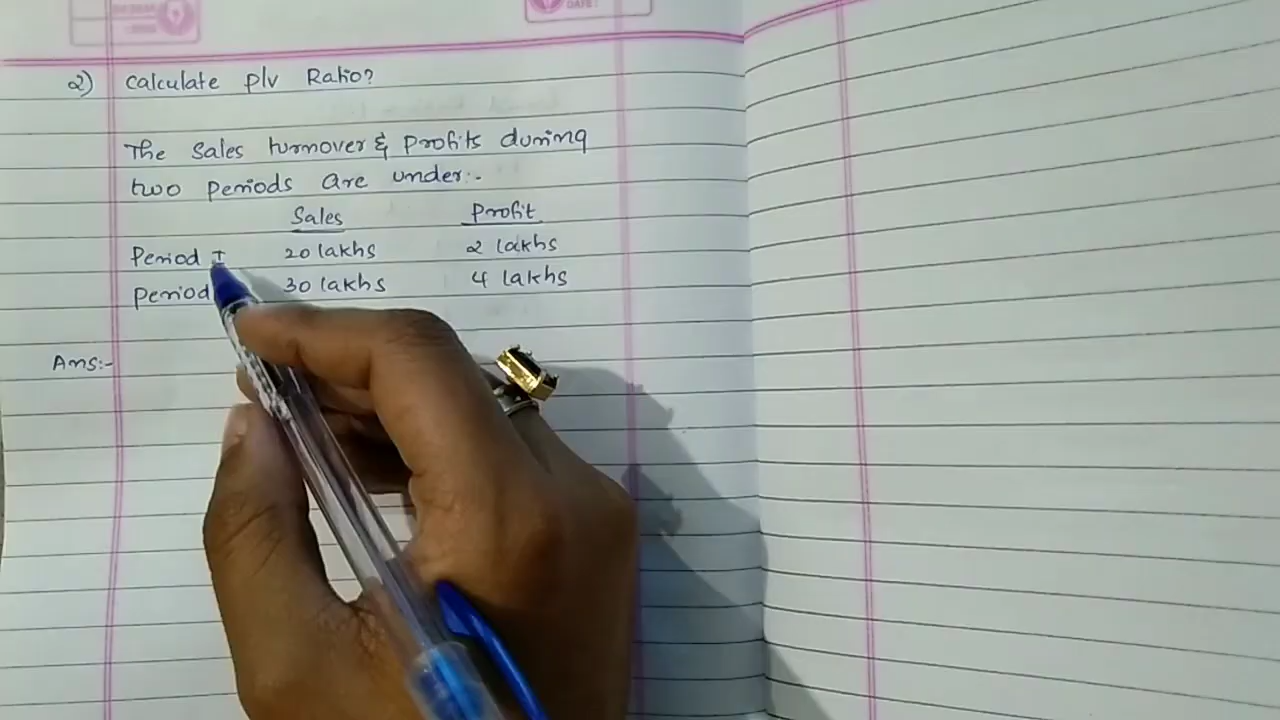 DATE:
2) Calculate P/v Ratio?
The Sales turnover & Profits during
two periods are under:-
Sales Profit
Period I 20 lakhs 2 lakhs
Period 30 lakhs 4 lakhs
Ans:-